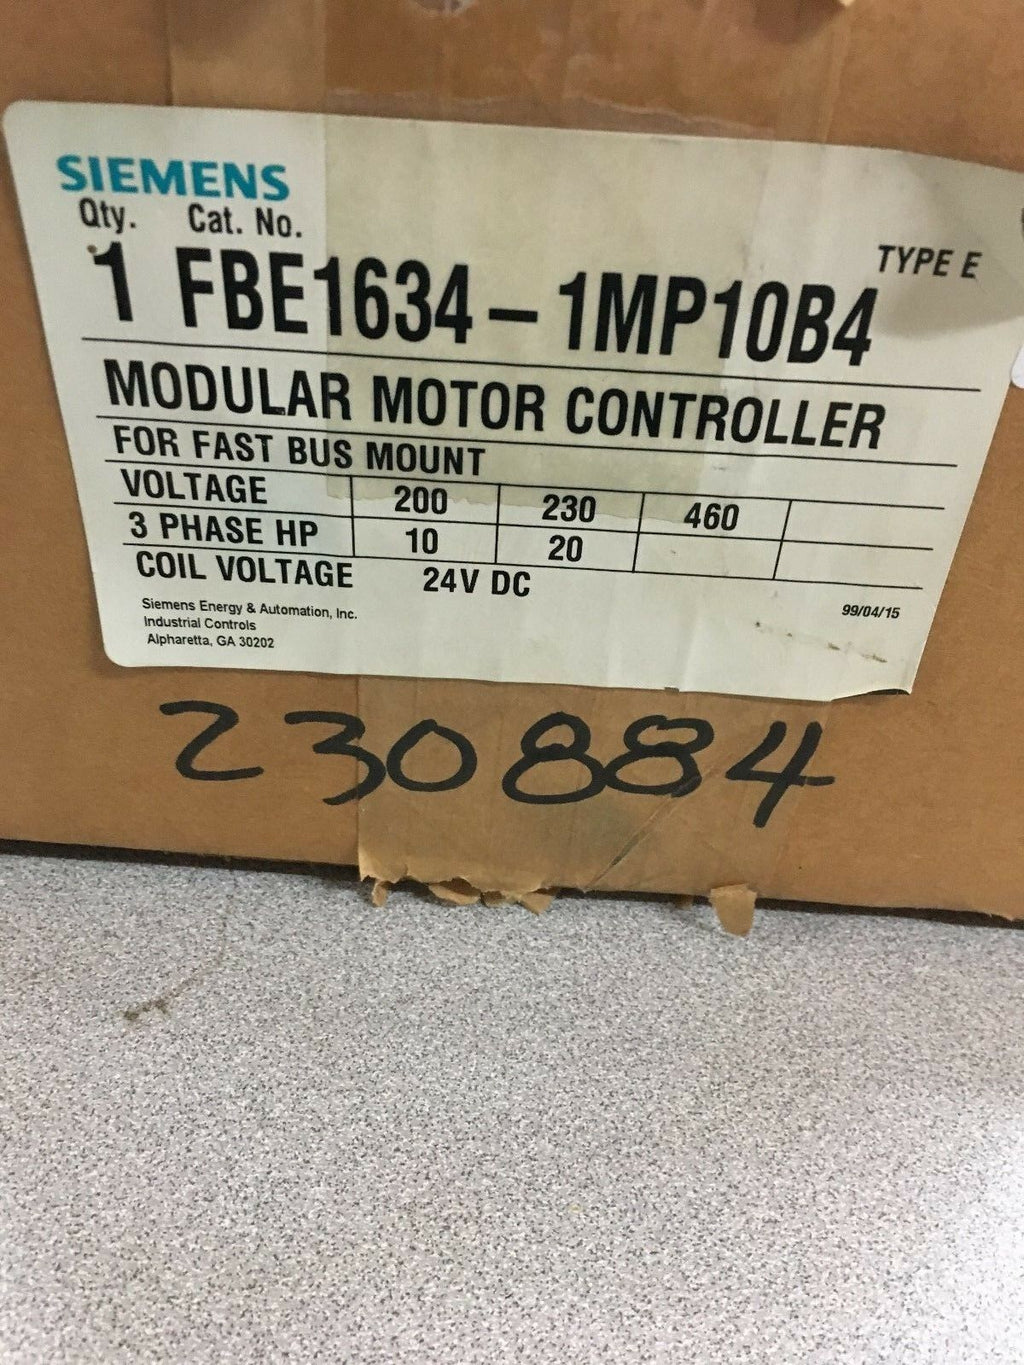 SIEMENS
Qty. Cat. No.
TYPE E
1 FBE1634-1MP10B4
MODULAR MOTOR CONTROLLER
FOR FAST BUS MOUNT
VOLTAGE 200 230 460
3 PHASE HP 10 20
COIL VOLTAGE 24V DC
Siemens Energy & Automation, Inc.
Industrial Controls
Alpharetta, GA 30202
99/04/15
230884